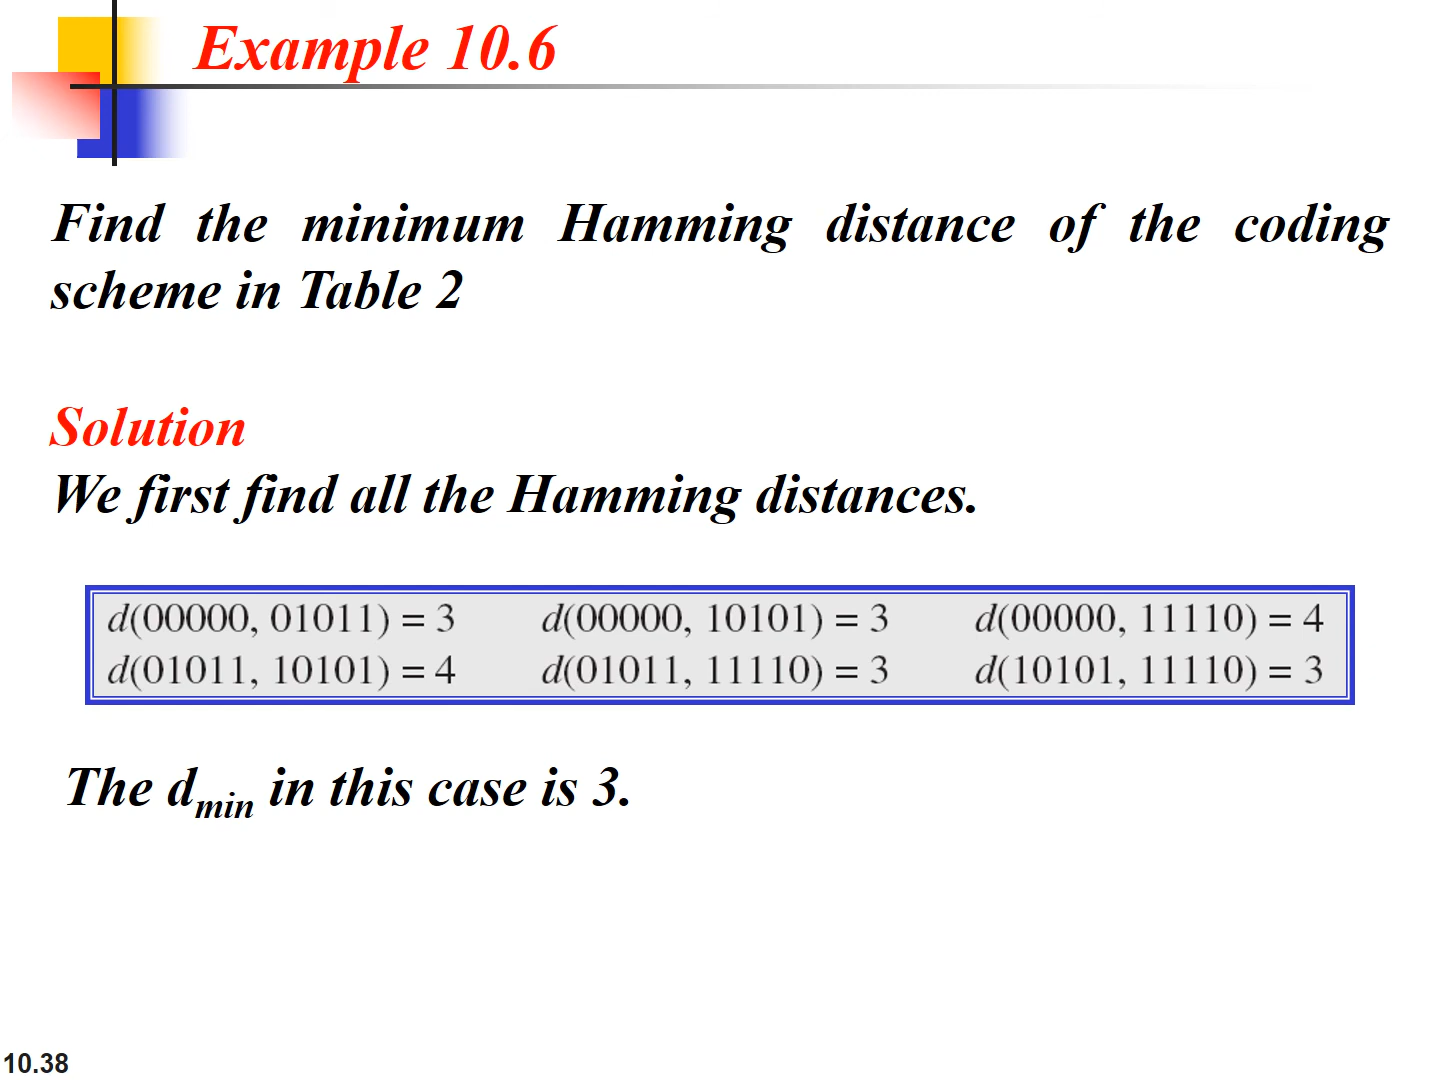 Example 10.6
Find the minimum Hamming distance of the coding
scheme in Table 2
Solution
We first find all the Hamming distances.
d(00000, 01011) = 3 d(00000, 10101) = 3 d(00000, 11110) = 4
d(01011, 10101) = 4 d(01011, 11110) = 3 d(10101, 11110) = 3
The dmin in this case is 3.
10.38